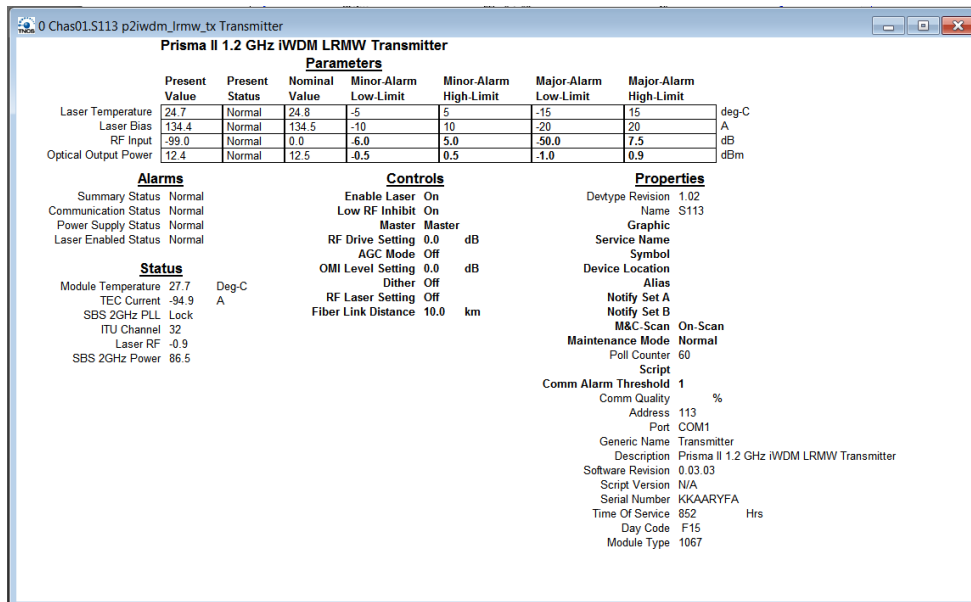 TNCS 0 Chas01.S113 p2iwdm_lrmw_tx Transmitter
Prisma II 1.2 GHz iWDM LRMW Transmitter
Parameters
Present Present Nominal Minor-Alarm Minor-Alarm Major-Alarm Major-Alarm
Value Status Value Low-Limit High-Limit Low-Limit High-Limit
Laser Temperature 24.7 Normal 24.8 -5 5 -15 15 deg-C
Laser Bias 134.4 Normal 134.5 -10 10 -20 20 A
RF Input -99.0 Normal 0.0 -6.0 5.0 -50.0 7.5 dB
Optical Output Power 12.4 Normal 12.5 -0.5 0.5 -1.0 0.9 dBm
Alarms
Summary Status Normal
Communication Status Normal
Power Supply Status Normal
Laser Enabled Status Normal
Status
Module Temperature 27.7 Deg-C
TEC Current -94.9 A
SBS 2GHz PLL Lock
ITU Channel 32
Laser RF -0.9
SBS 2GHz Power 86.5
Controls
Enable Laser On
Low RF Inhibit On
Master Master
RF Drive Setting 0.0 dB
AGC Mode Off
OMI Level Setting 0.0 dB
Dither Off
RF Laser Setting Off
Fiber Link Distance 10.0 km
Properties
Devtype Revision 1.02
Name S113
Graphic
Service Name
Symbol
Device Location
Alias
Notify Set A
Notify Set B
M&C-Scan On-Scan
Maintenance Mode Normal
Poll Counter 60
Script
Comm Alarm Threshold 1
Comm Quality %
Address 113
Port COM1
Generic Name Transmitter
Description Prisma II 1.2 GHz iWDM LRMW Transmitter
Software Revision 0.03.03
Script Version N/A
Serial Number KKAARYFA
Time Of Service 852 Hrs
Day Code F15
Module Type 1067